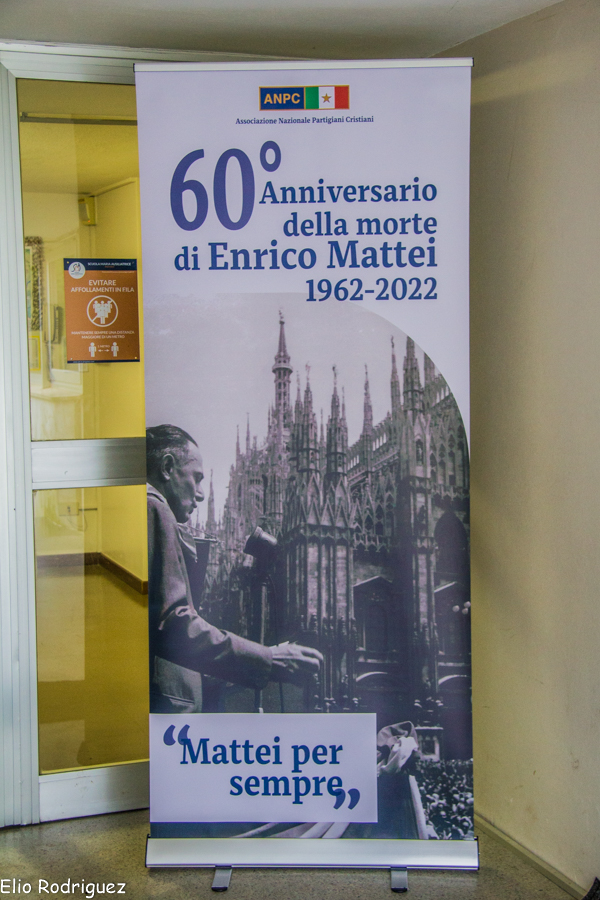 ANPC
Associazione Nazionale Partigiani Cristiani
60° Anniversario
della morte
di Enrico Mattei
1962-2022
EVITARE
AFFOLLAMENTI IN FILA
“Mattei per
sempre„
Elio Rodriguez